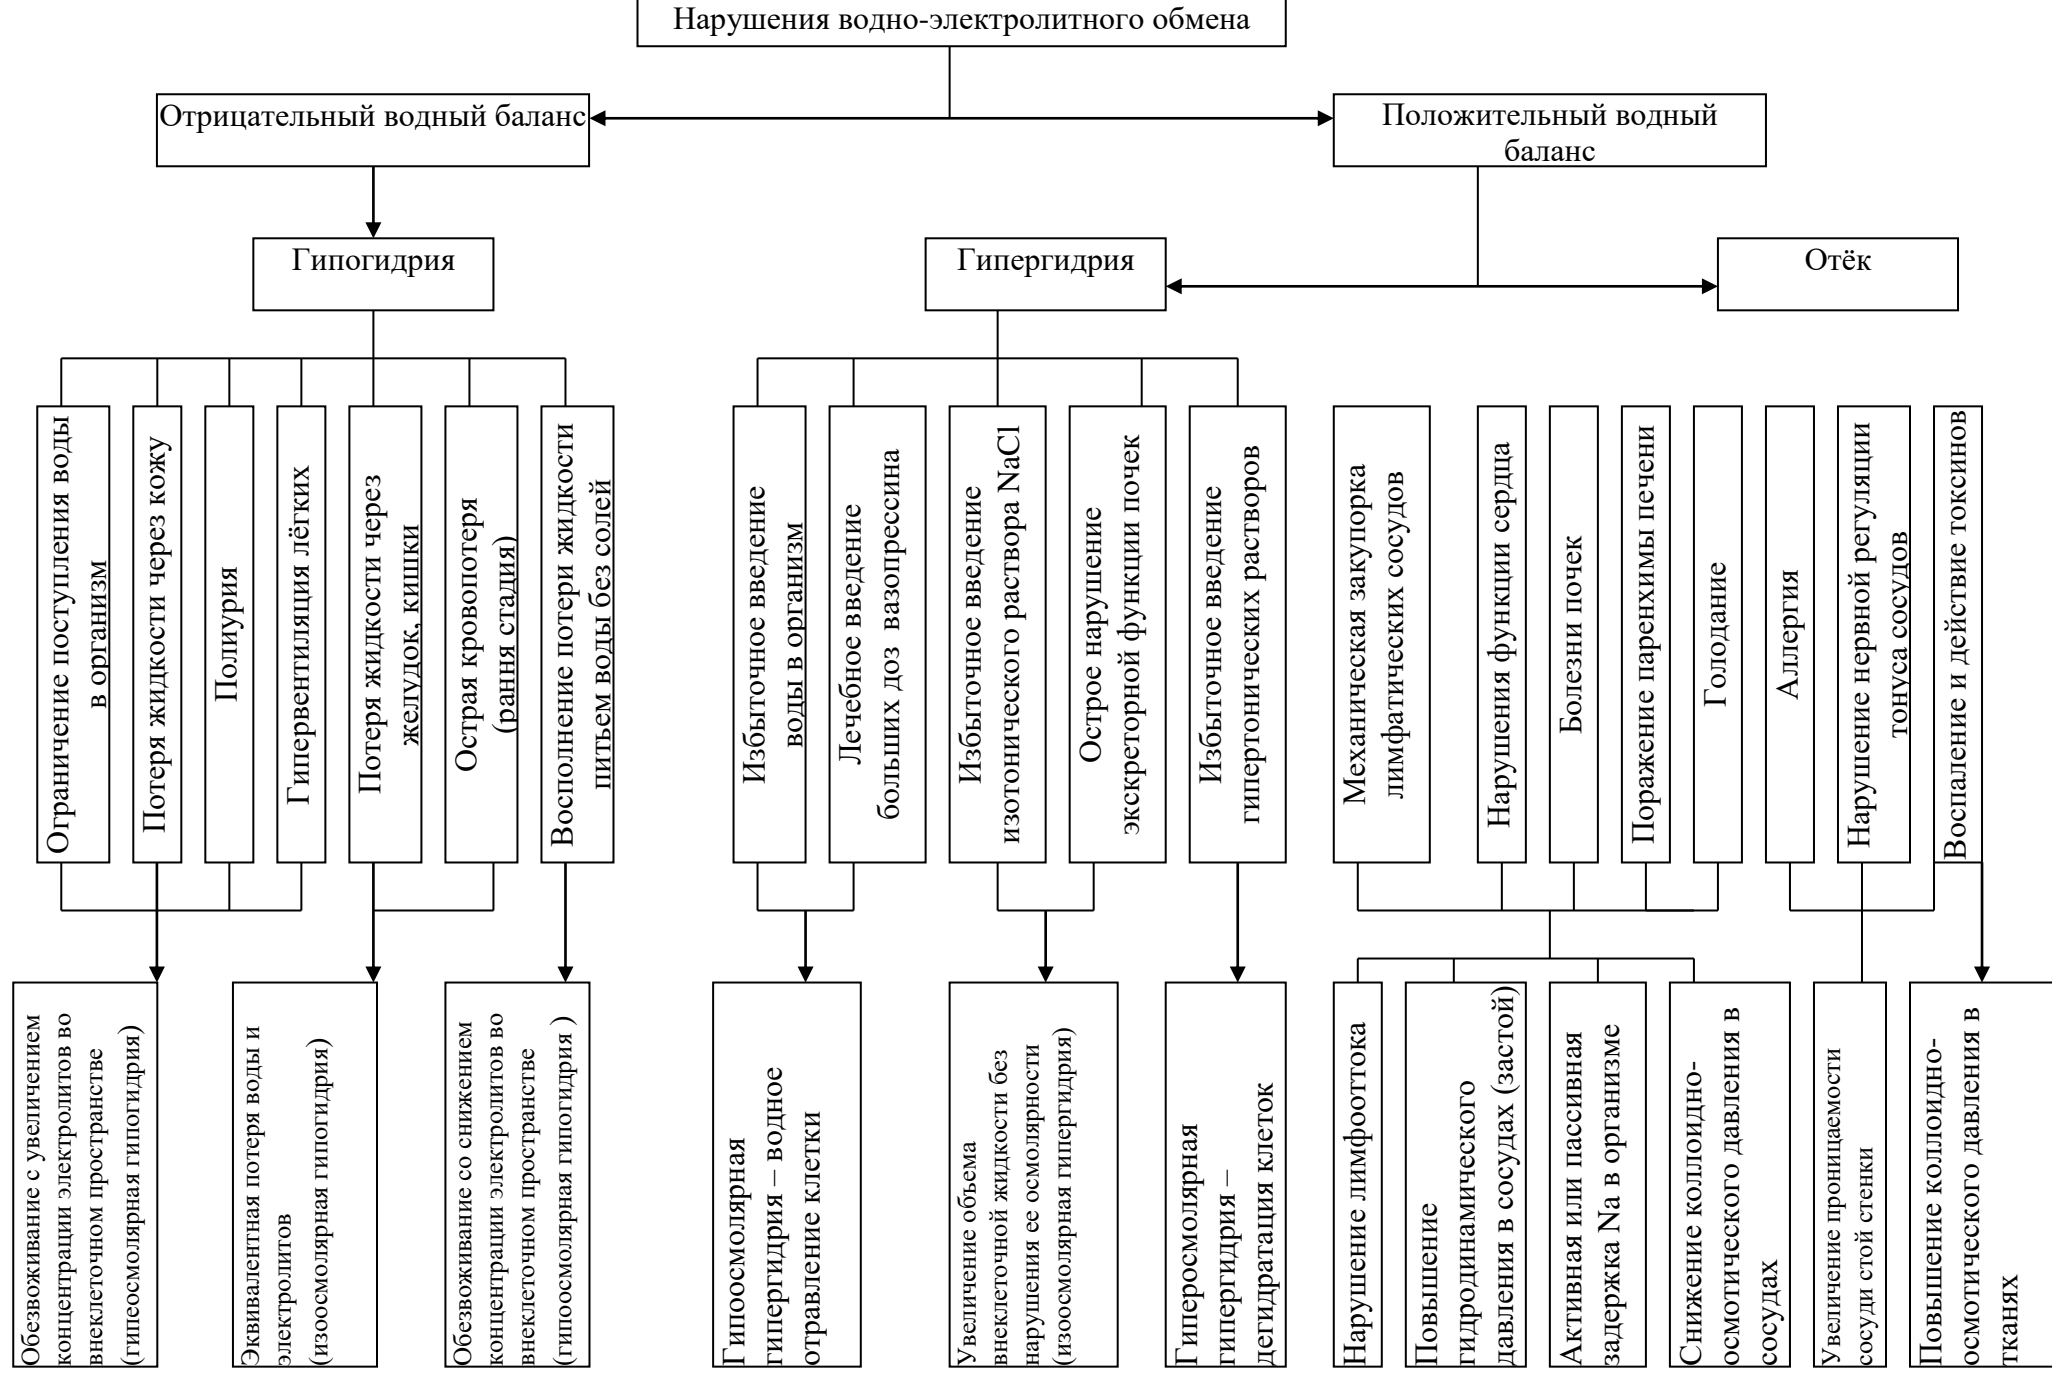 Нарушения водно-электролитного обмена
Отрицательный водный баланс
Положительный водный
баланс
Гипогидрия
Гипергидрия
Отёк
Ограничение поступления воды
в организм
Потеря жидкости через кожу
Полиурия
Гипервентиляция лёгких
Потеря жидкости через
желудок, кишки
Острая кровопотеря
(рання стадия)
Восполнение потери жидкости
питьем воды без солей
Избыточное введение
воды в организм
Лечебное введение
больших доз вазопрессина
Избыточное введение
изотонического раствора NaCl
Острое нарушение
экскреторной функции почек
Избыточное введение
гипертонических растворов
Механическая закупорка
лимфатических сосудов
Нарушения функции сердца
Болезни почек
Поражение паренхимы печени
Голодание
Аллергия
Нарушение нервной регуляции
тонуса сосудов
Воспаление и действие токсинов
Обезвоживание с увеличением
концентрации электролитов во
внеклеточном пространстве
(гипеосмолярная гипогидрия)
Эквивалентная потеря воды и
электролитов
(изоосмолярная гипогидрия)
Обезвоживание со снижением
концентрации электролитов во
внеклеточном пространстве
(гипоосмолярная гипогидрия )
Гипоосмолярная
гипергидрия – водное
отравление клетки
Увеличение объема
внеклеточной жидкости без
нарушения ее осмолярности
(изоосмолярная гипергидрия)
Гиперосмолярная
гипергидрия –
дегидратация клеток
Нарушение лимфооттока
Повышение
гидродинамического
давления в сосудах (застой)
Активная или пассивная
задержка Na в организме
Снижение коллоидно-
осмотического давления в
сосудах
Увеличение проницаемости
сосуди стой стенки
Повышение коллоидно-
осмотического давления в
тканях